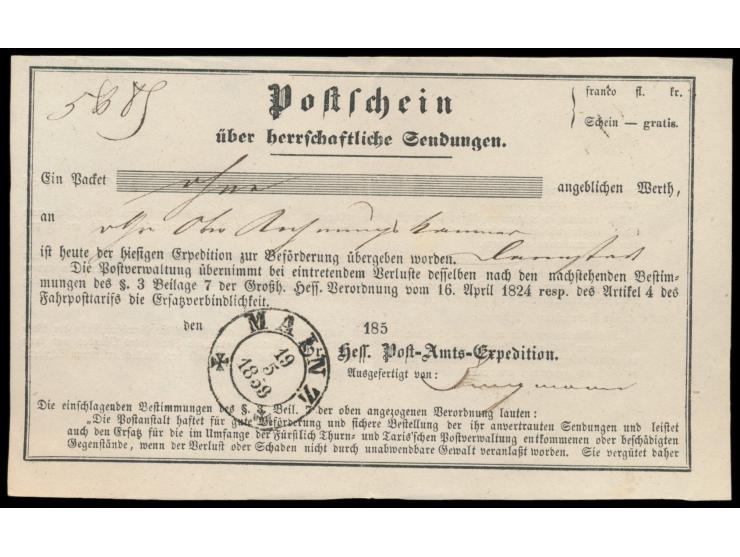 Postschein
franco fl. kr.
Schein — gratis.
über herrschaftliche Sendungen.
Ein Packet ohne angeblichen Werth,
an Ober Rechnungskammer
ist heute der hiesigen Expedition zur Beförderung übergeben worden. Darmstadt
Die Postverwaltung übernimmt bei eintretendem Verluste desselben nach den nachstehenden Bestim-
mungen des §. 3 Beilage 7 der Großh. Hess. Verordnung vom 16. April 1824 resp. des Artikel 4 des
Fahrposttarifs die Ersatzverbindlichkeit.
den 185
MAINZ
19
5
1859
Hess. Post-Amts-Expedition.
Ausgefertigt von:
Die einschlagenden Bestimmungen des §. 3 Beil. 7 der oben angezogenen Verordnung lauten:
„Die Postanstalt haftet für gute Beförderung und sichere Bestellung der ihr anvertrauten Sendungen und leistet
auch den Ersatz für die im Umfange der Fürstlich Thurn- und Taxis'schen Postverwaltung entkommenen oder beschädigten
Gegenstände, wenn der Verlust oder Schaden nicht durch unabwendbare Gewalt veranlaßt worden. Sie vergütet daher